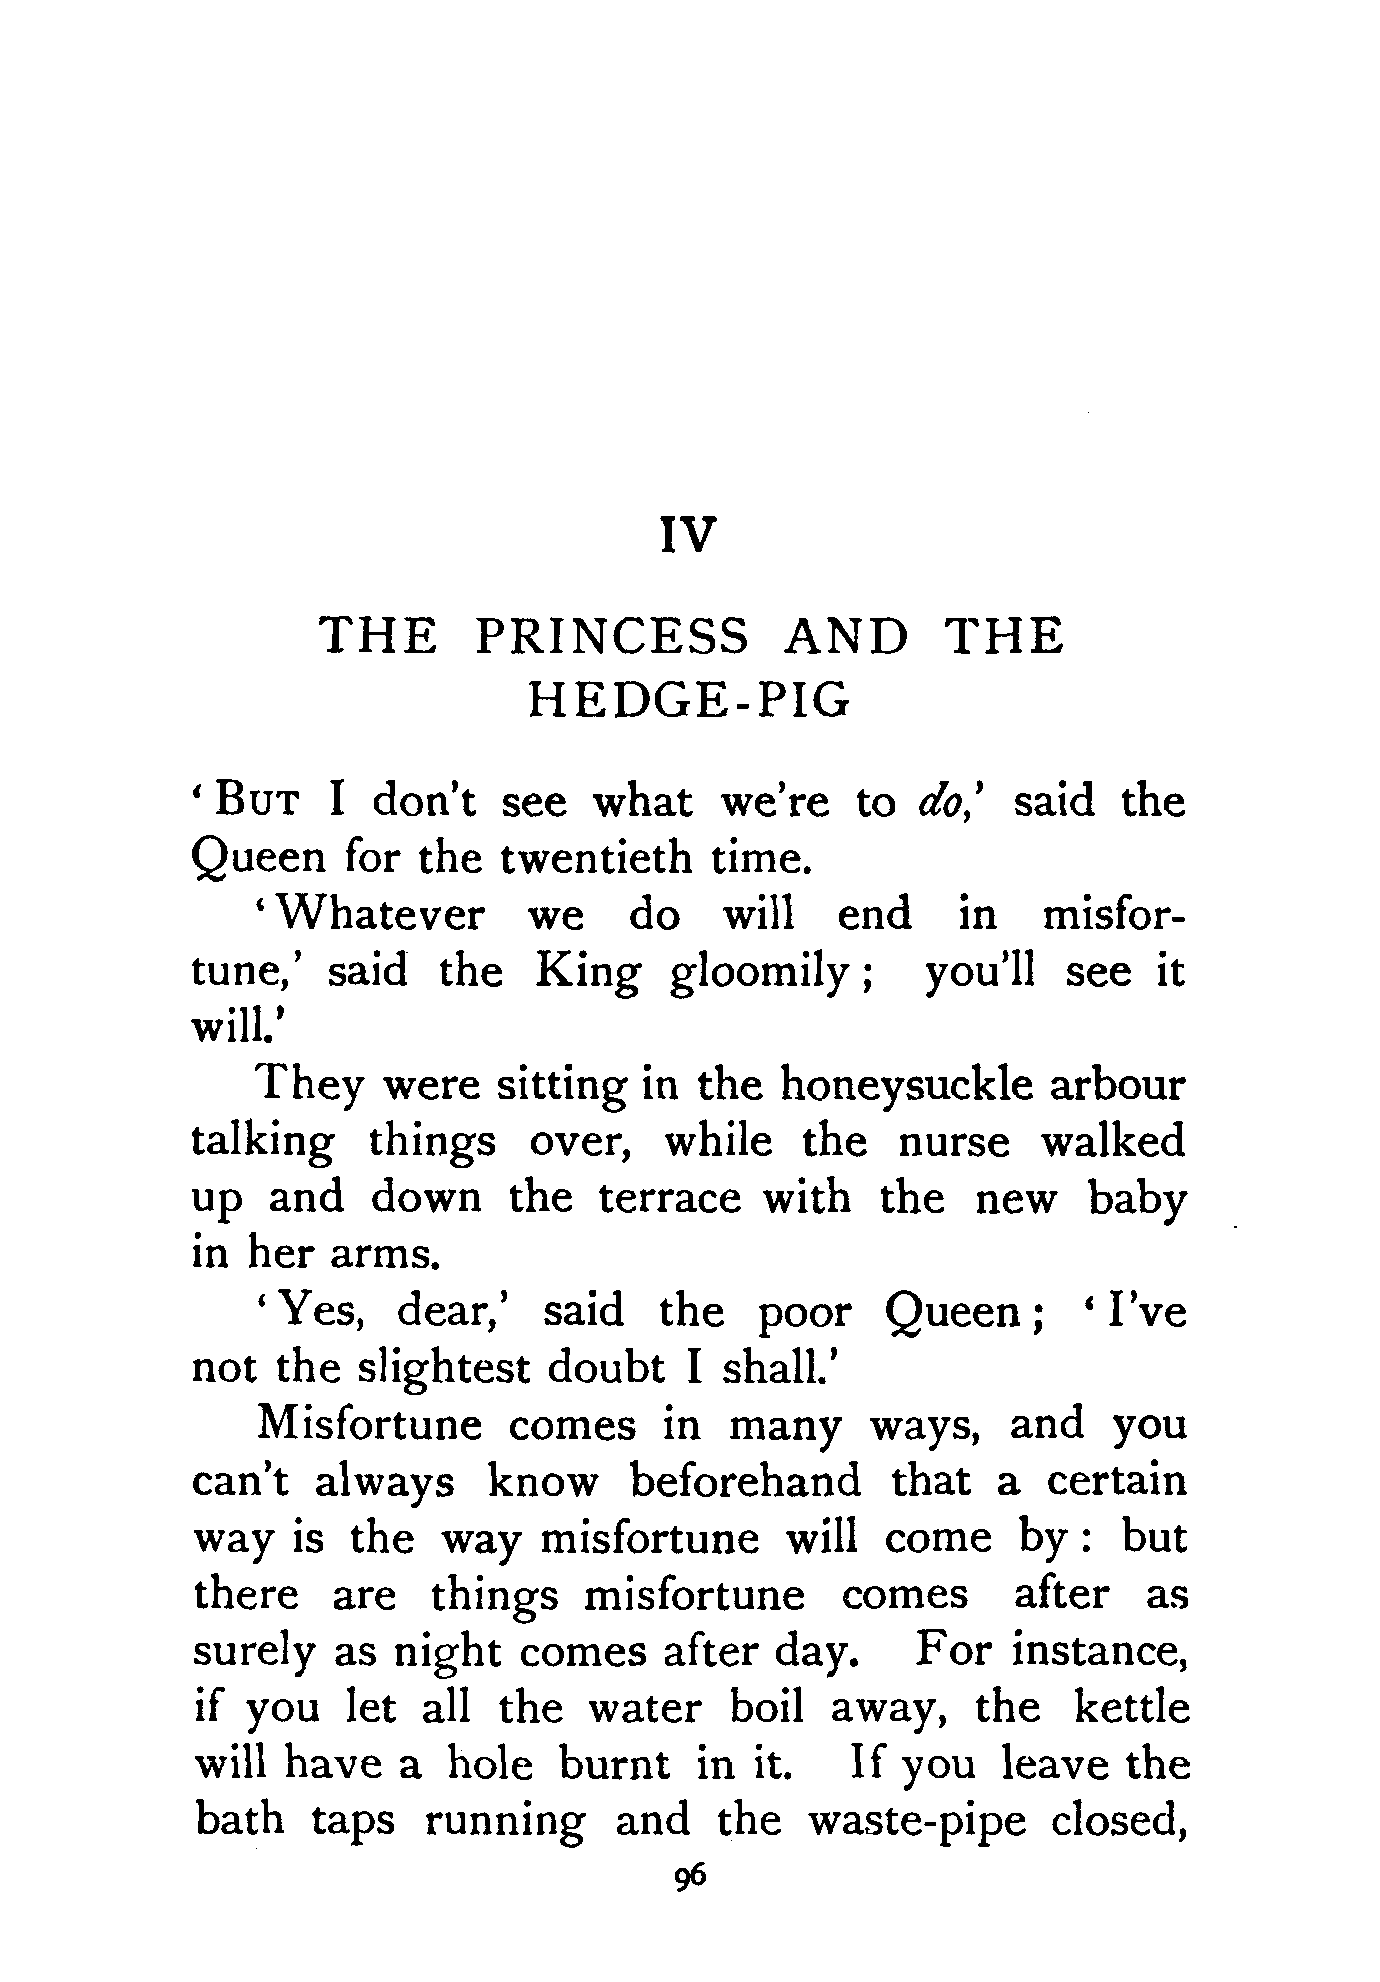 IV
THE PRINCESS AND THE
HEDGE-PIG
‘BUT I don't see what we're to do,’ said the
Queen for the twentieth time.
‘Whatever we do will end in misfor-
tune,’ said the King gloomily; you'll see it
will.’
They were sitting in the honeysuckle arbour
talking things over, while the nurse walked
up and down the terrace with the new baby
in her arms.
‘Yes, dear,’ said the poor Queen; ‘I've
not the slightest doubt I shall.’
Misfortune comes in many ways, and you
can't always know beforehand that a certain
way is the way misfortune will come by: but
there are things misfortune comes after as
surely as night comes after day. For instance,
if you let all the water boil away, the kettle
will have a hole burnt in it. If you leave the
bath taps running and the waste-pipe closed,
96